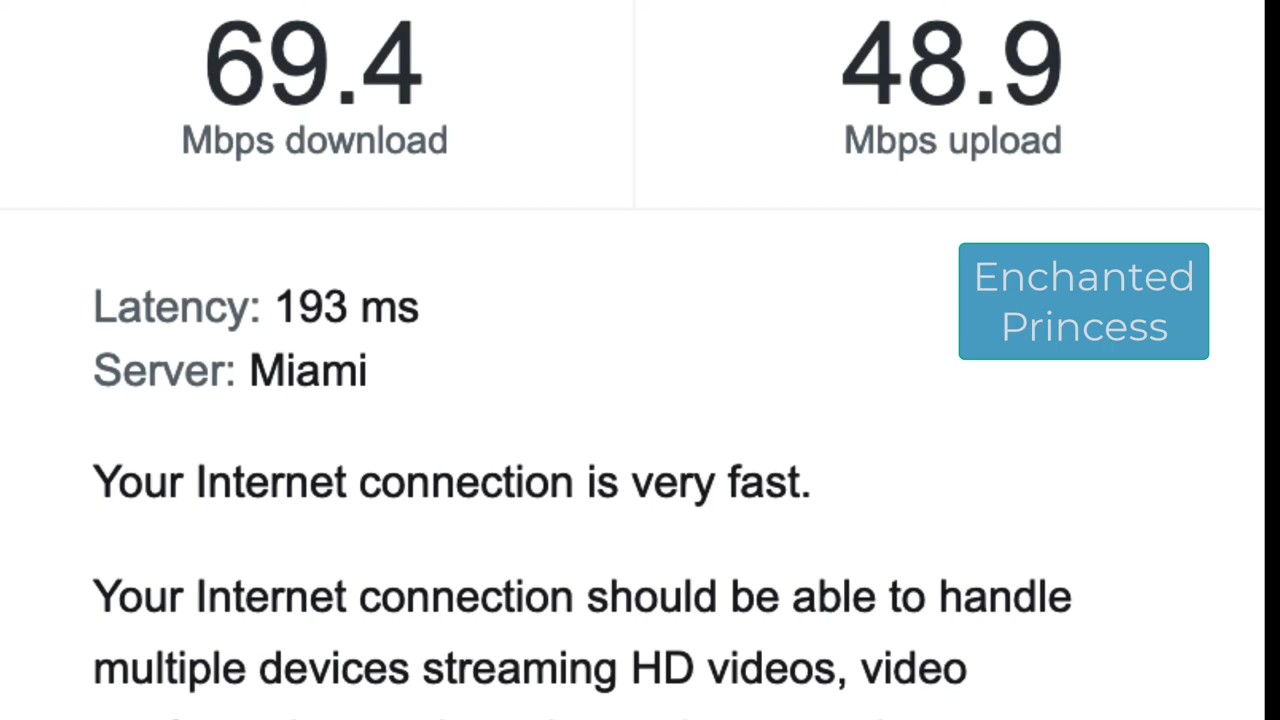 69.4
Mbps download
48.9
Mbps upload
Latency: 193 ms
Server: Miami
Enchanted
Princess
Your Internet connection is very fast.
Your Internet connection should be able to handle
multiple devices streaming HD videos, video